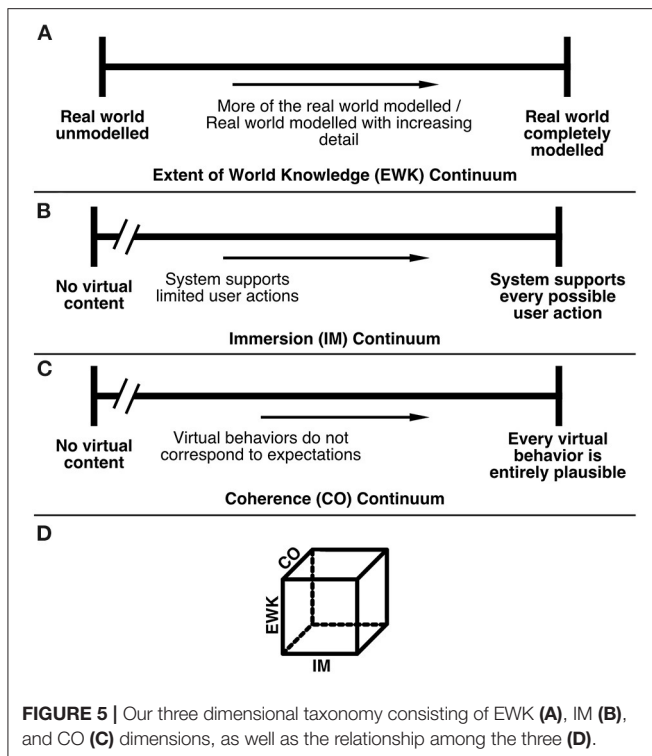 A
Real world
unmodelled
More of the real world modelled /
Real world modelled with increasing
detail
Real world
completely
modelled
Extent of World Knowledge (EWK) Continuum
B
No virtual
content
System supports
limited user actions
System supports
every possible
user action
Immersion (IM) Continuum
C
No virtual
content
Virtual behaviors do not
correspond to expectations
Every virtual
behavior is
entirely plausible
Coherence (CO) Continuum
D
CO
EWK
IM
FIGURE 5 | Our three dimensional taxonomy consisting of EWK (A), IM (B),
and CO (C) dimensions, as well as the relationship among the three (D).